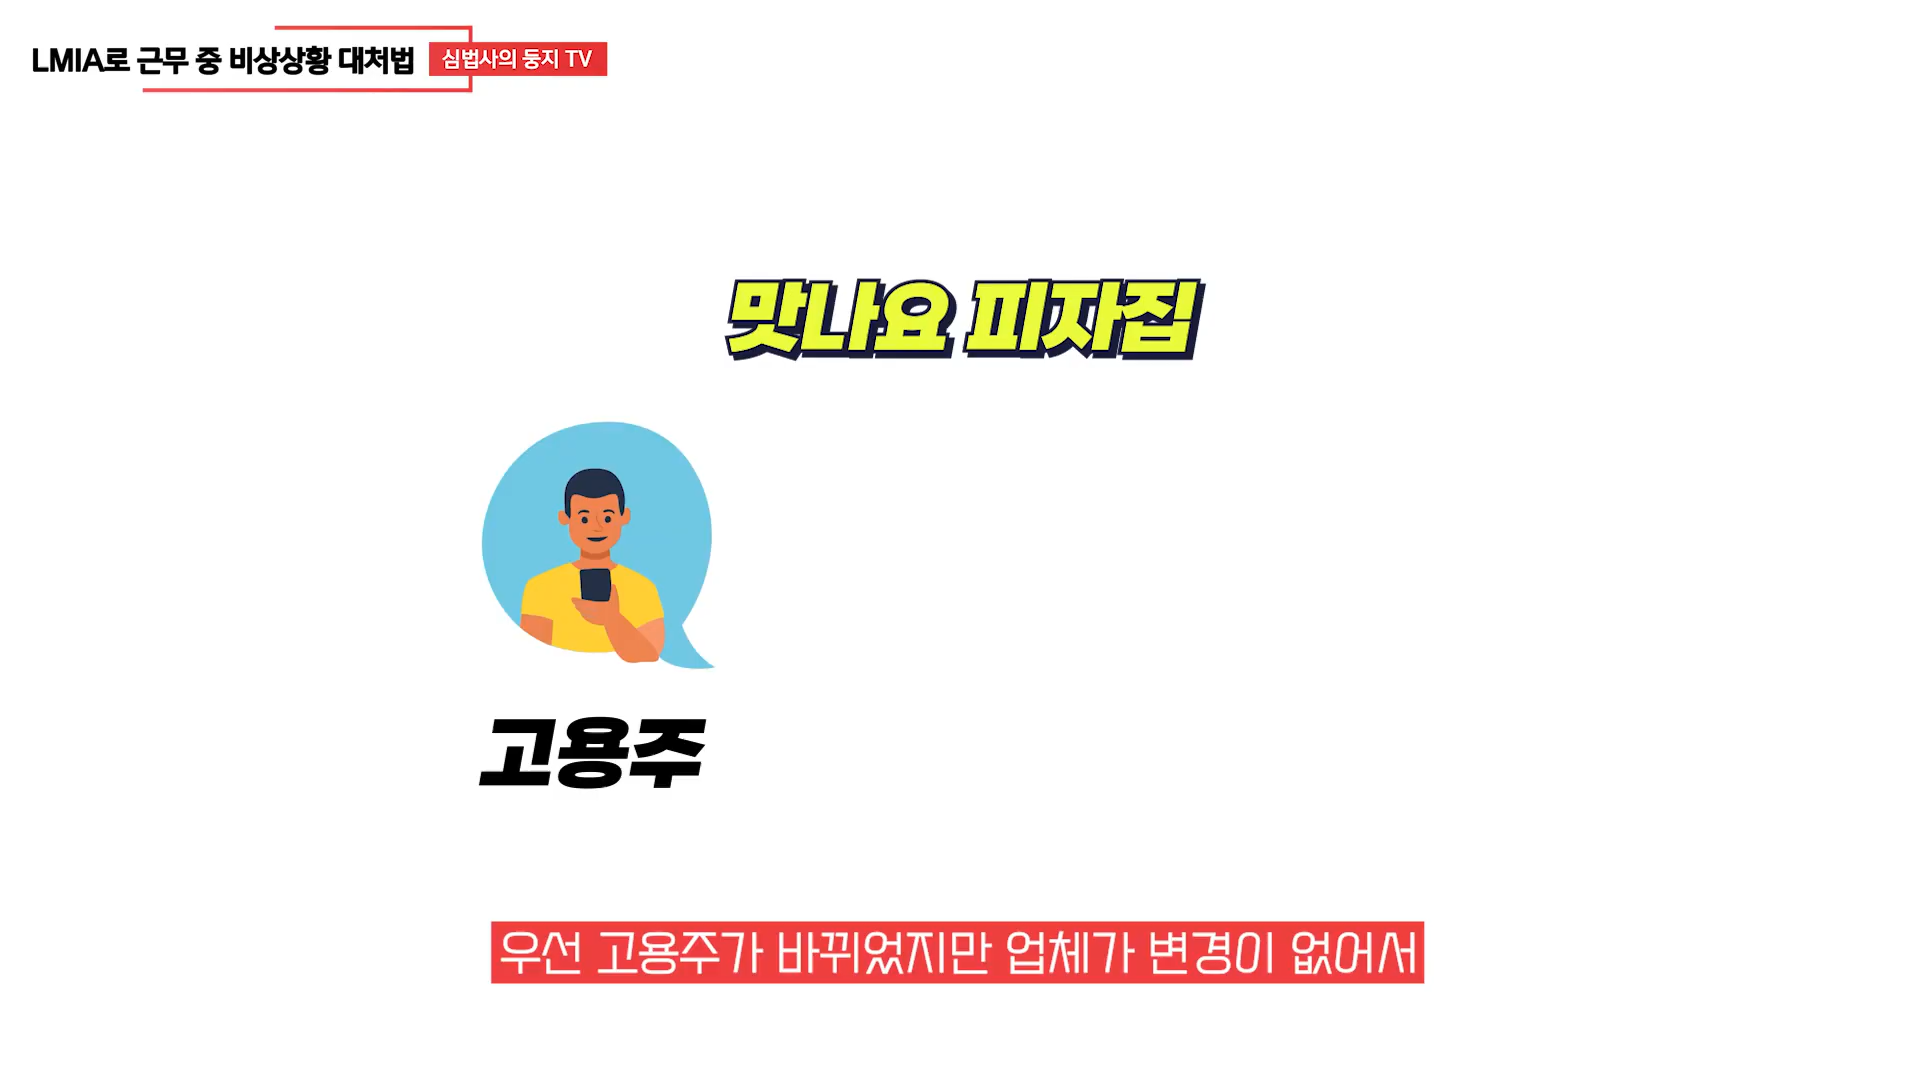 LMIA로 근무 중 비상상황 대처법 심법사의 둥지 TV
맛나요 피자집
고용주
우선 고용주가 바뀌었지만 업체가 변경이 없어서